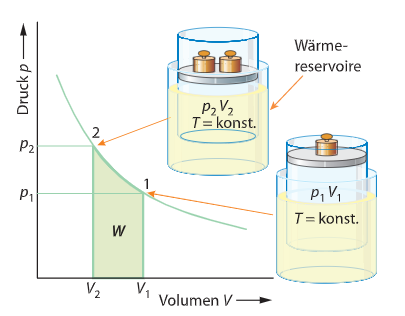 Druck p
Wärme-
reservoire
p₂ V₂
T = konst.
2
p₂
1
p₁
p₁ V₁
T = konst.
W
V₂
V₁
Volumen V